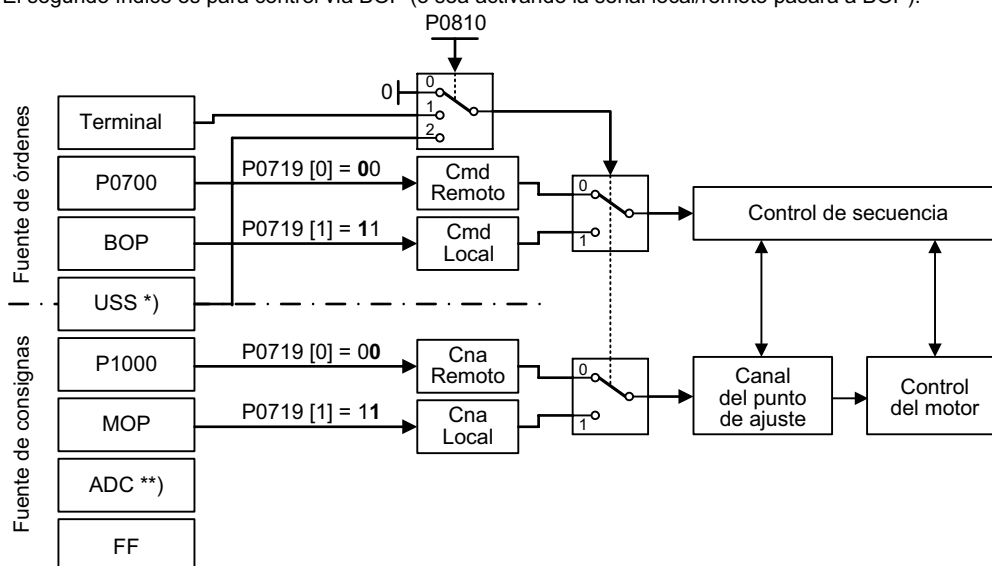 El segundo índice es para control vía BOP (o sea activando la señal local/remoto pasará a BOP).
P0810
0
0
1
2
Fuente de órdenes
Terminal
P0700
P0719 [0] = 00
Cmd
Remoto
0
Control de secuencia
BOP
P0719 [1] = 11
Cmd
Local
1
USS *)
Fuente de consignas
P1000
P0719 [0] = 00
Cna
Remoto
0
Canal
del punto
de ajuste
Control
del motor
MOP
P0719 [1] = 11
Cna
Local
1
ADC **)
FF